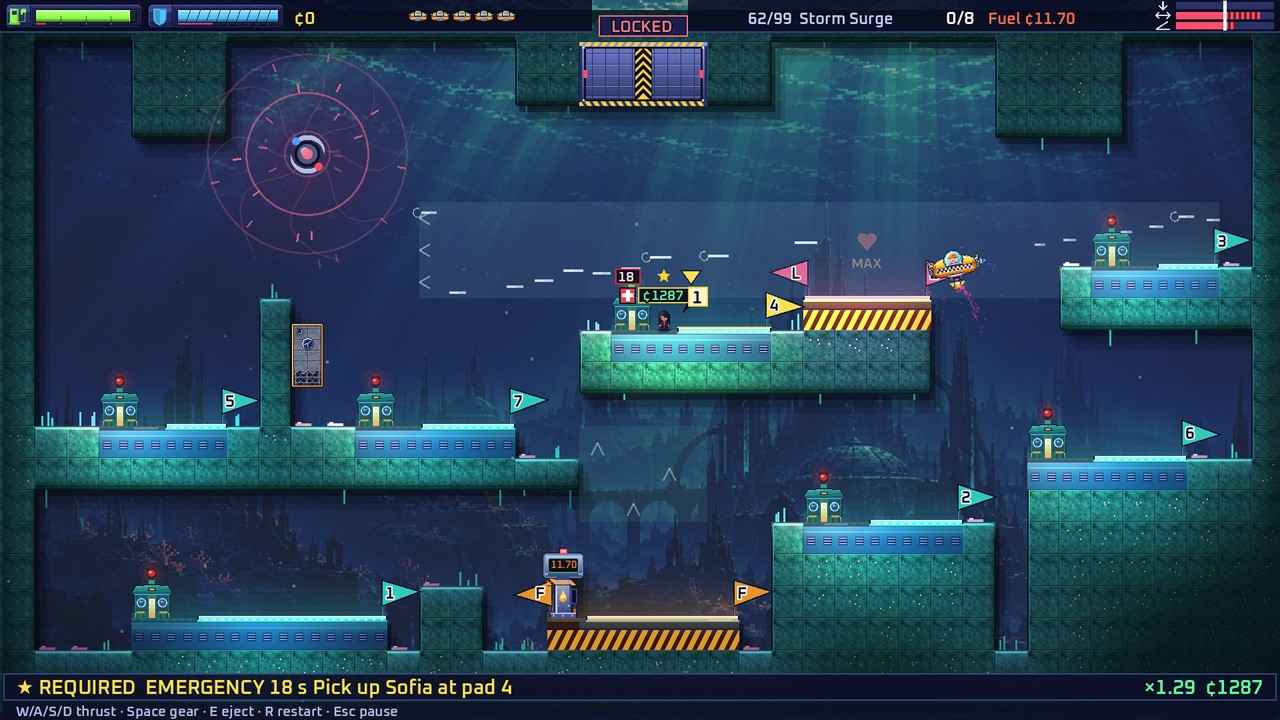 ¢0
62/99 Storm Surge
0/8 Fuel ¢11.70
LOCKED
3
18
¢1287
1
L
MAX
4
5
7
6
2
11.70
1
F
F
★ REQUIRED EMERGENCY 18 s Pick up Sofia at pad 4
×1.29 ¢1287
W/A/S/D thrust · Space gear · E eject · R restart · Esc pause